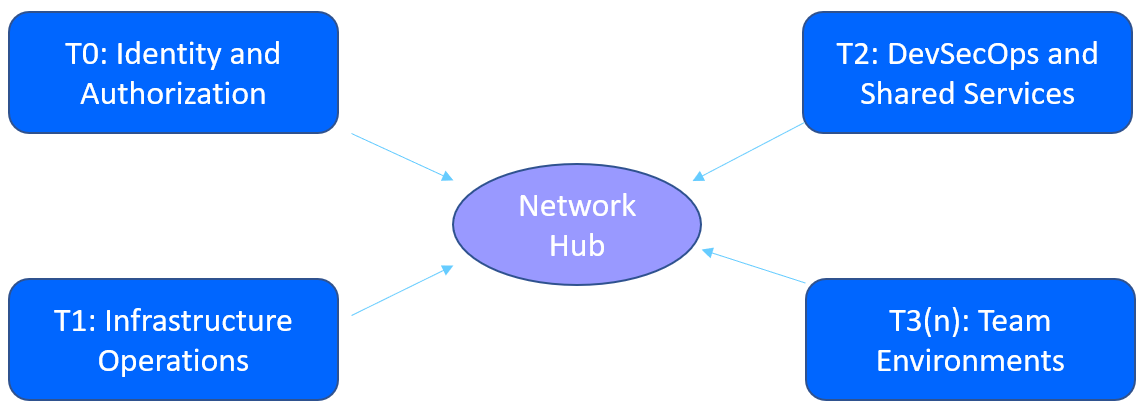 T0: Identity and
Authorization
T2: DevSecOps and
Shared Services
Network
Hub
T1: Infrastructure
Operations
T3(n): Team
Environments